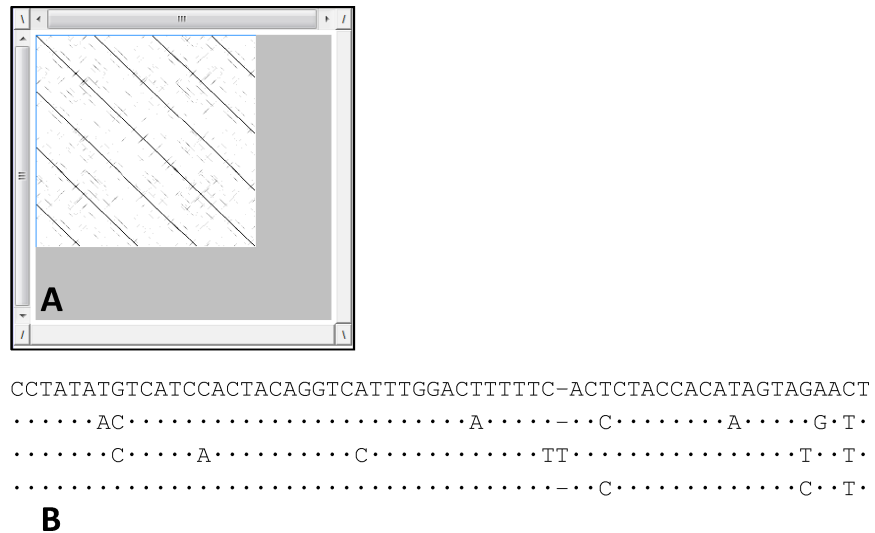 A
CCTATATGTCATCCACTACAGGTCATTTGGACTTTTTC-ACTCTACCACATAGTAGAACT
······AC························A·····-··C········A·····G·T·
·······C·····A··········C············TT················T··T·
······································-··C·············C··T·
B